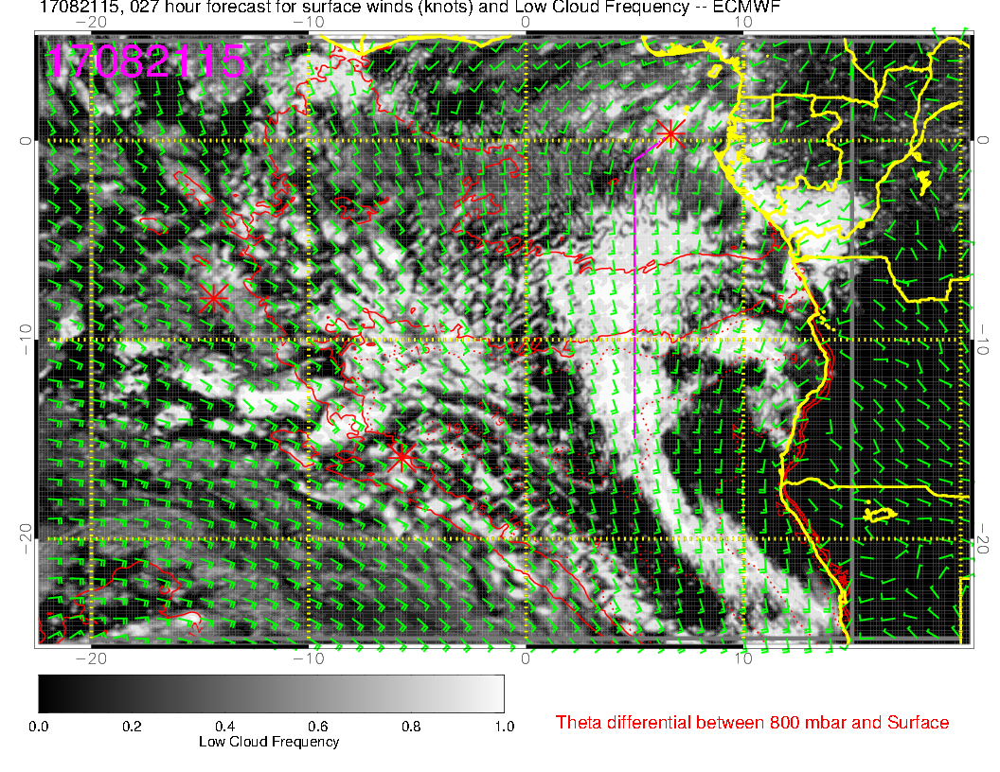 17082115, 027 hour forecast for surface winds (knots) and Low Cloud Frequency -- ECMWF
−20 −10 0 10
17082115
0 0
−10 −10
−20 −20
−20 −10 0 10
0.0 0.2 0.4 0.6 0.8 1.0
Low Cloud Frequency
Theta differential between 800 mbar and Surface